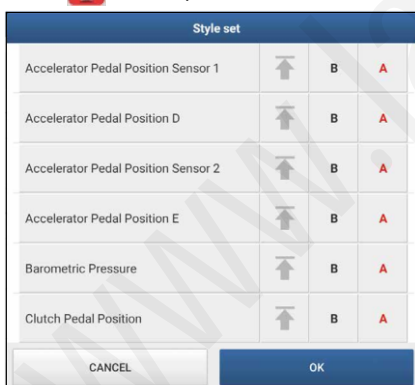 Style set
Accelerator Pedal Position Sensor 1 B A
Accelerator Pedal Position D B A
Accelerator Pedal Position Sensor 2 B A
Accelerator Pedal Position E B A
Barometric Pressure B A
Clutch Pedal Position B A
CANCEL OK